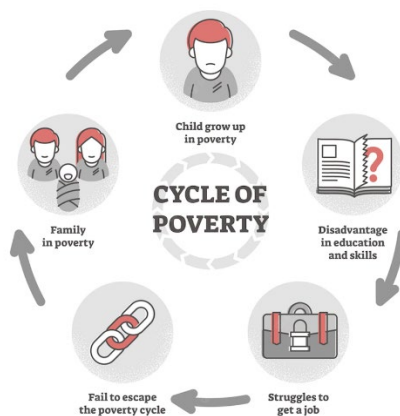 Child grow up
in poverty
CYCLE OF
POVERTY
Disadvantage
in education
and skills
Struggles to
get a job
Fail to escape
the poverty cycle
Family
in poverty
?